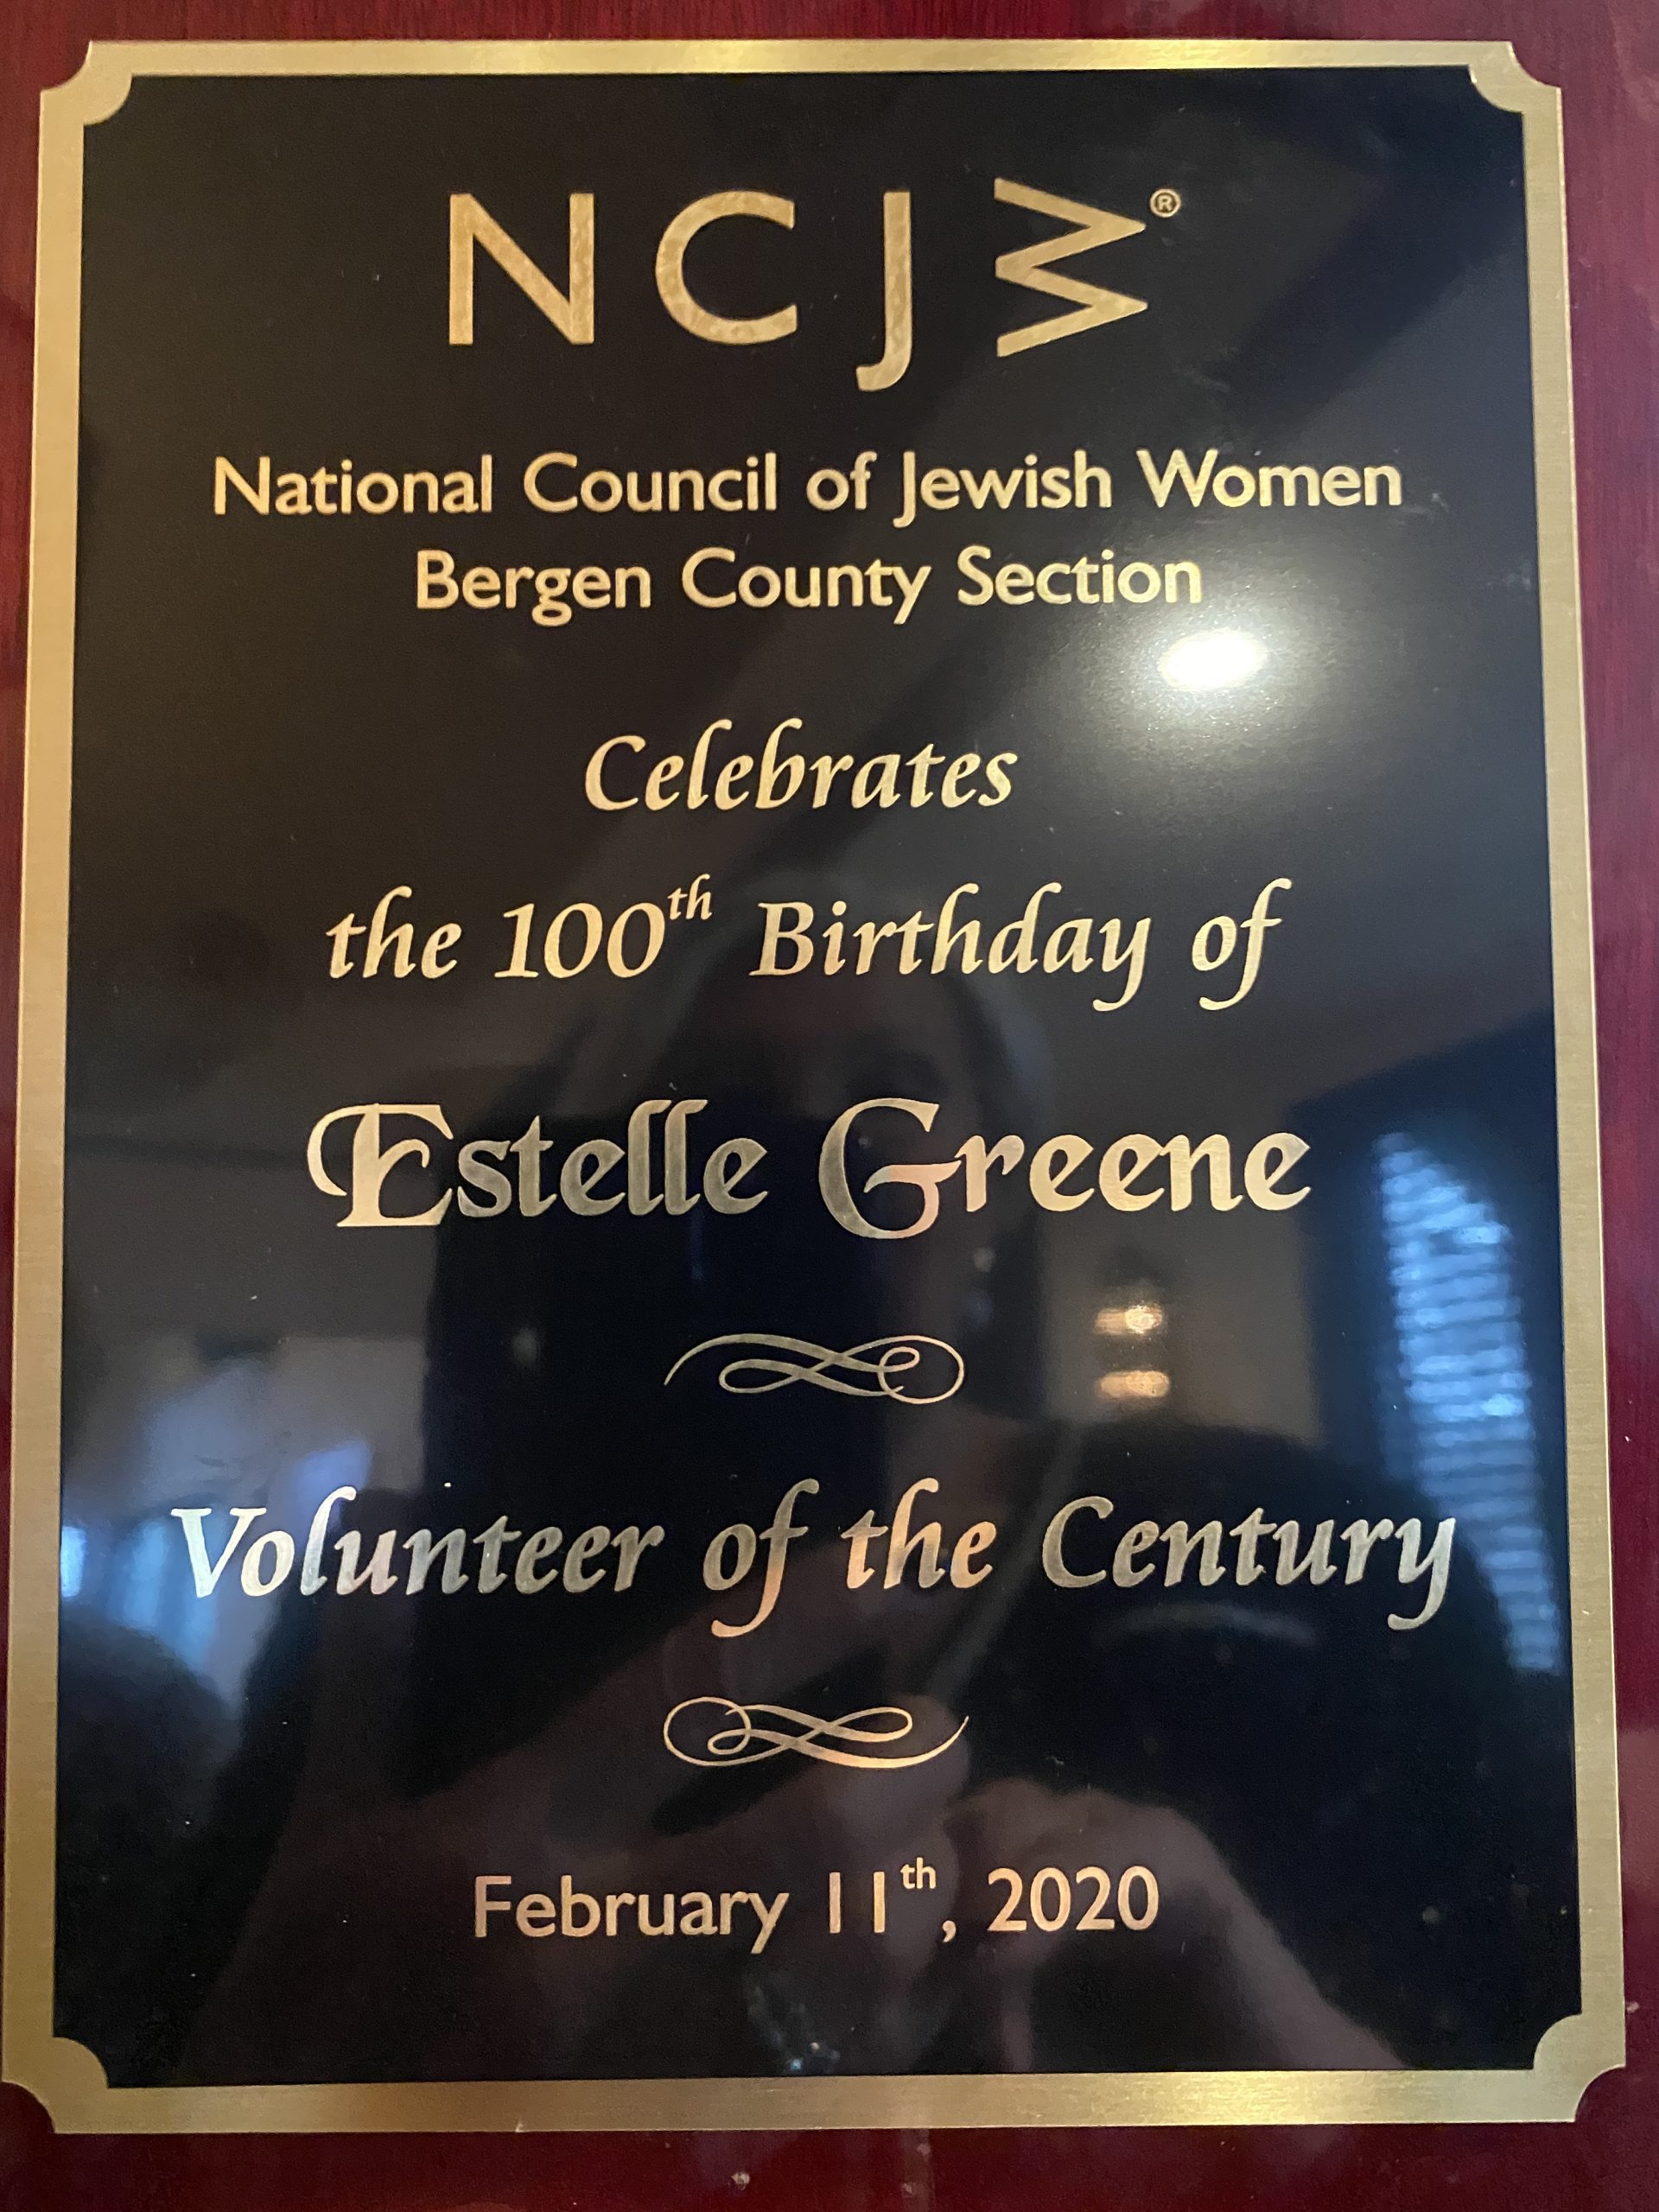 NCJW®
National Council of Jewish Women
Bergen County Section
Celebrates
the 100th Birthday of
Estelle Greene
Volunteer of the Century
February 11th, 2020